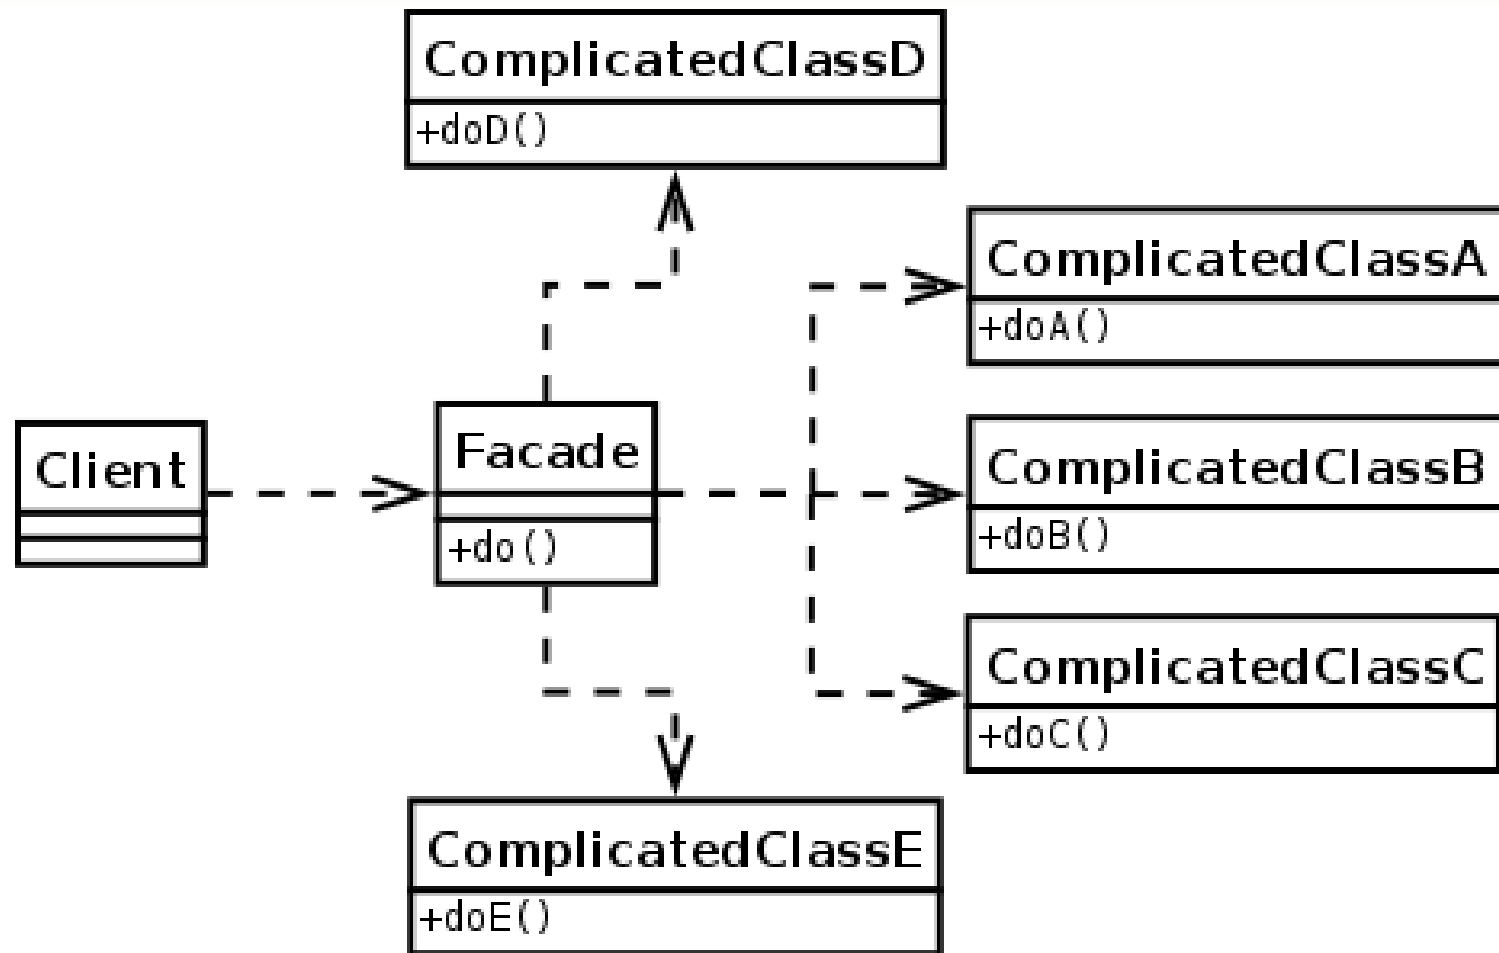 ComplicatedClassD
+doD()
ComplicatedClassA
+doA()
Client
Facade
+do()
ComplicatedClassB
+doB()
ComplicatedClassC
+doC()
ComplicatedClassE
+doE()